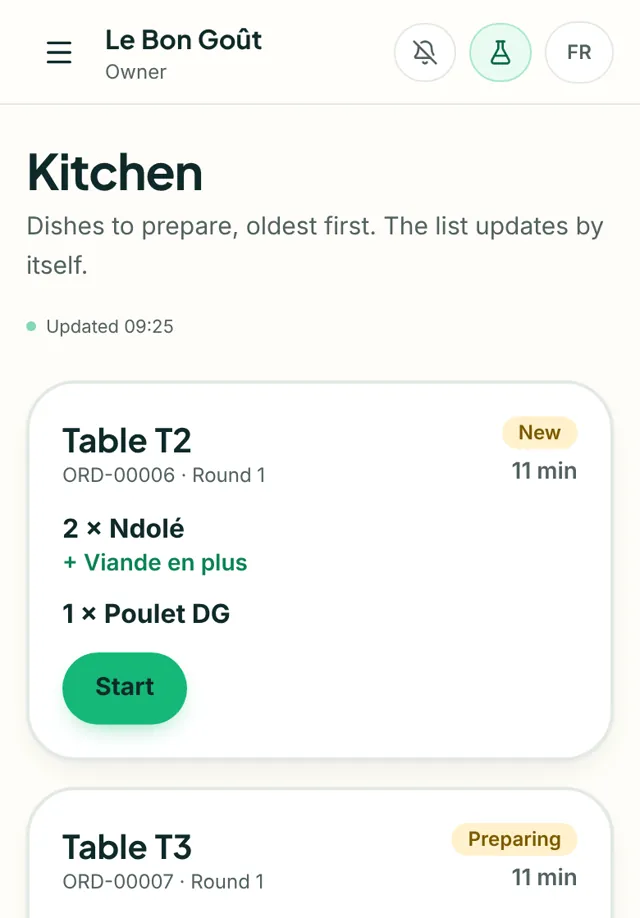 Le Bon Goût
Owner
FR
Kitchen
Dishes to prepare, oldest first. The list updates by
itself.
Updated 09:25
Table T2
New
ORD-00006 · Round 1
11 min
2 × Ndolé
+ Viande en plus
1 × Poulet DG
Start
Table T3
Preparing
ORD-00007 · Round 1
11 min